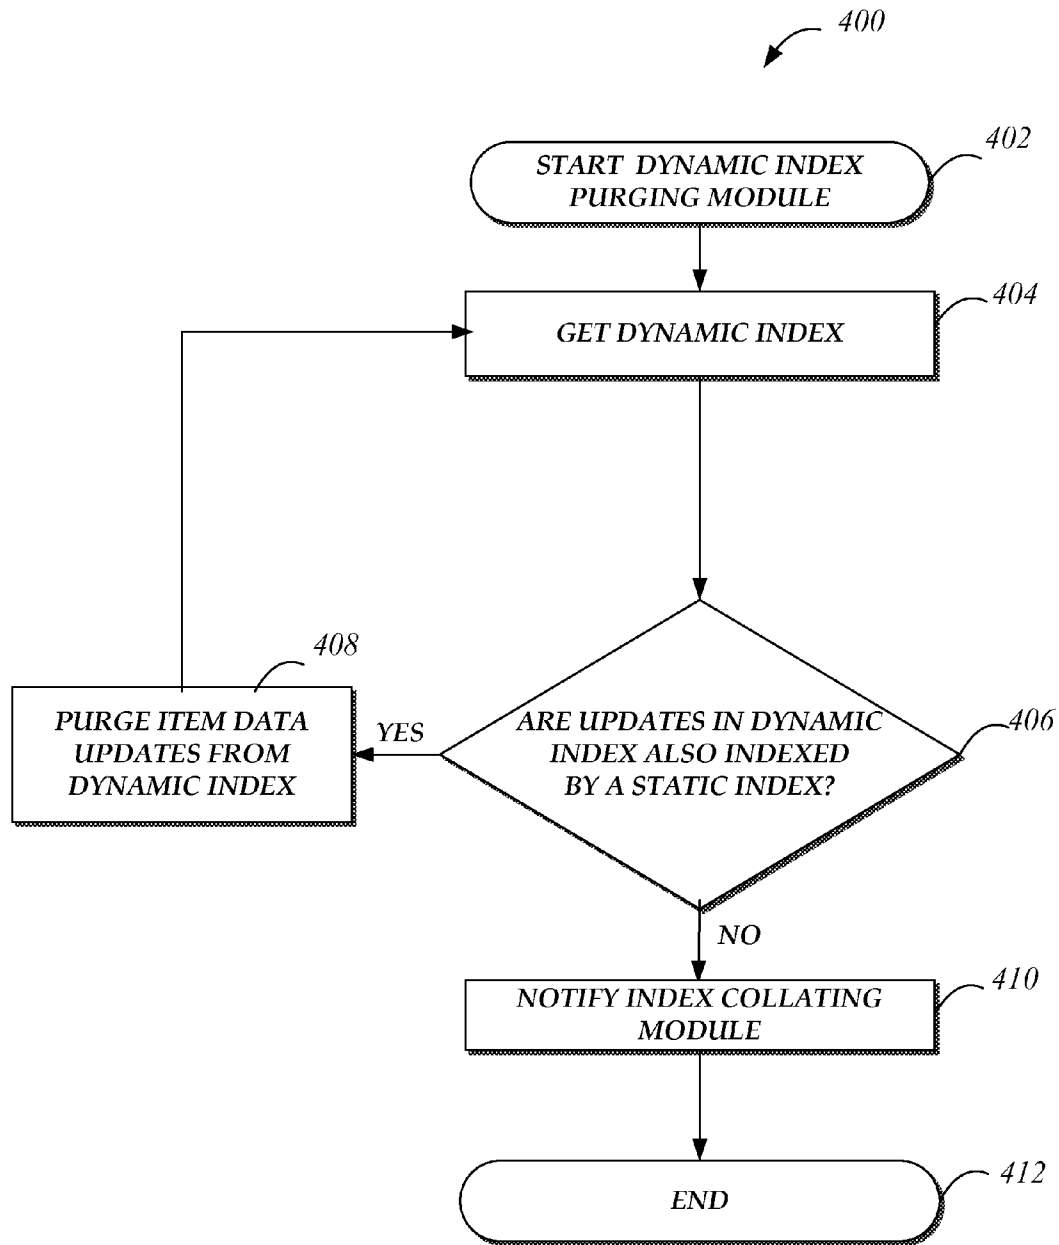 400
402
START DYNAMIC INDEX
PURGING MODULE
404
GET DYNAMIC INDEX
408
PURGE ITEM DATA
UPDATES FROM
DYNAMIC INDEX
YES
ARE UPDATES IN DYNAMIC
INDEX ALSO INDEXED
BY A STATIC INDEX?
406
NO
410
NOTIFY INDEX COLLATING
MODULE
412
END